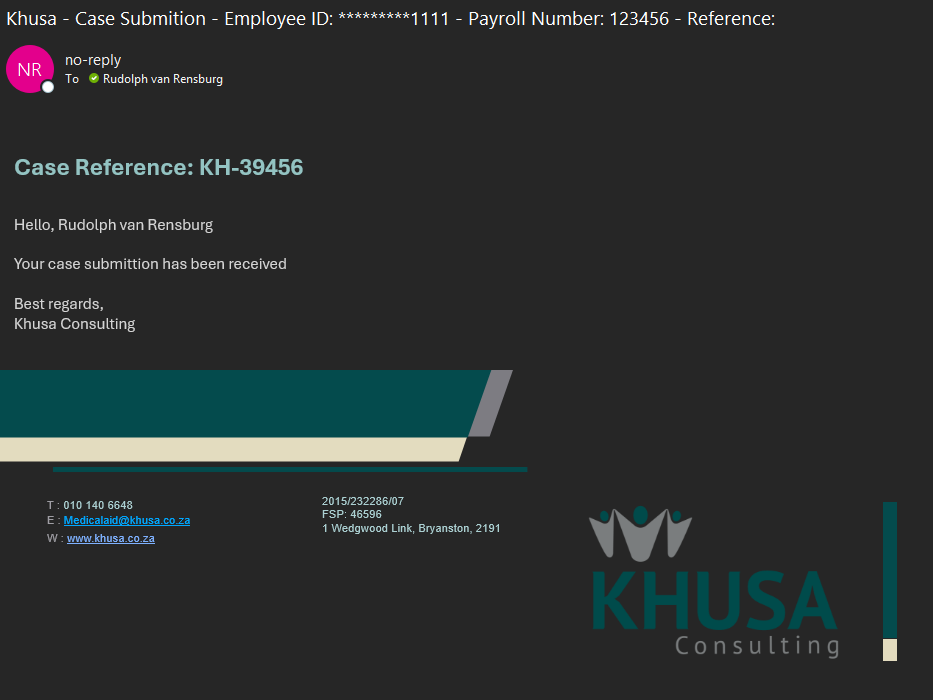 Khusa - Case Submition - Employee ID: *********1111 - Payroll Number: 123456 - Reference:
NR
no-reply
To Rudolph van Rensburg
Case Reference: KH-39456
Hello, Rudolph van Rensburg
Your case submittion has been received
Best regards,
Khusa Consulting
T : 010 140 6648
E : Medicalaid@khusa.co.za
W : www.khusa.co.za
2015/232286/07
FSP: 46596
1 Wedgwood Link, Bryanston, 2191
KHUSA
Consulting